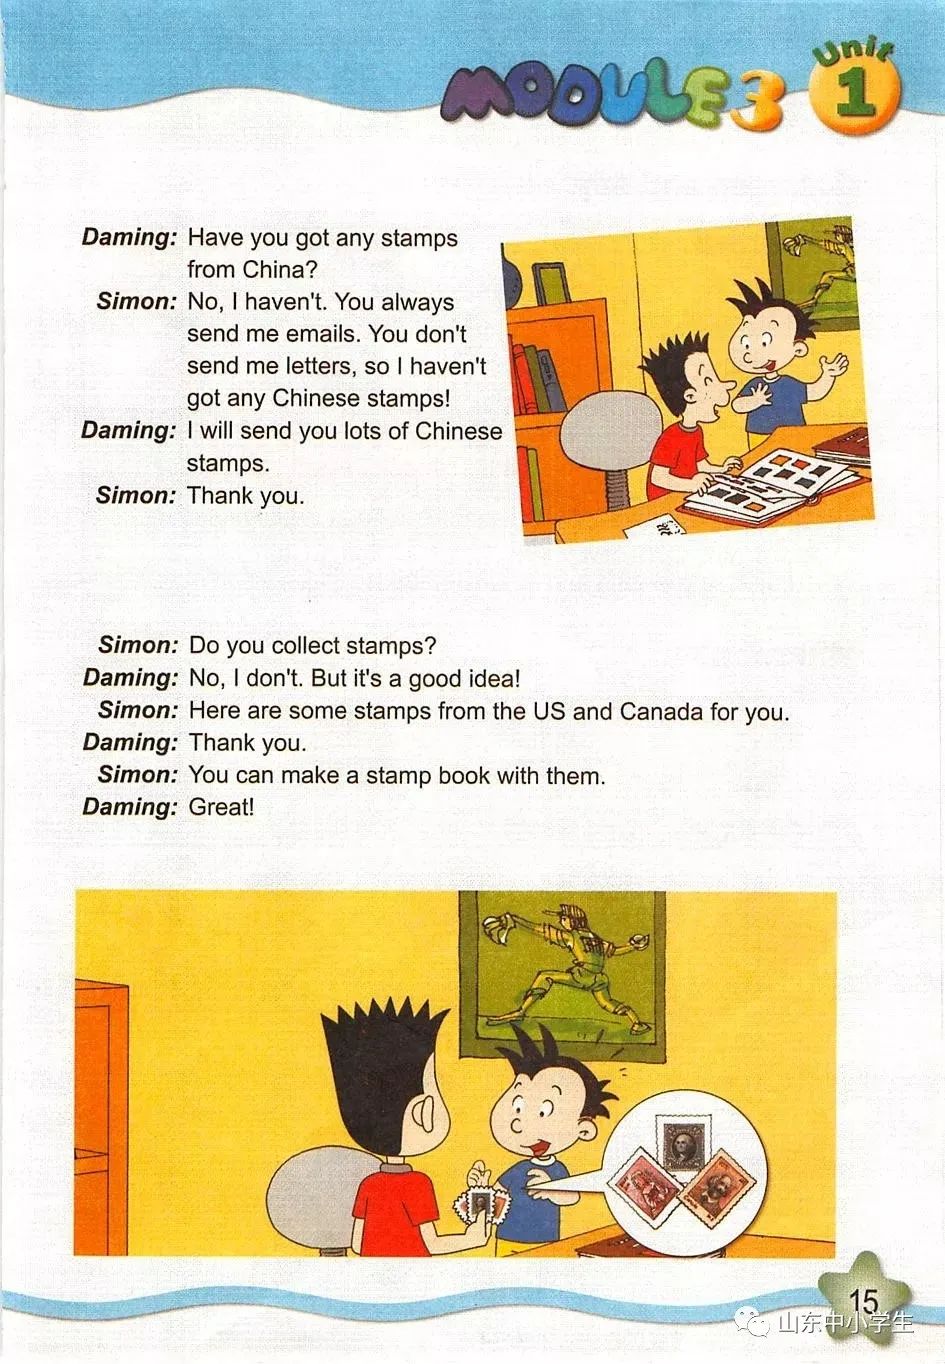 MODULE 3 Unit 1
Daming: Have you got any stamps
from China?
Simon: No, I haven't. You always
send me emails. You don't
send me letters, so I haven't
got any Chinese stamps!
Daming: I will send you lots of Chinese
stamps.
Simon: Thank you.
Simon: Do you collect stamps?
Daming: No, I don't. But it's a good idea!
Simon: Here are some stamps from the US and Canada for you.
Daming: Thank you.
Simon: You can make a stamp book with them.
Daming: Great!
15
山东中小学生